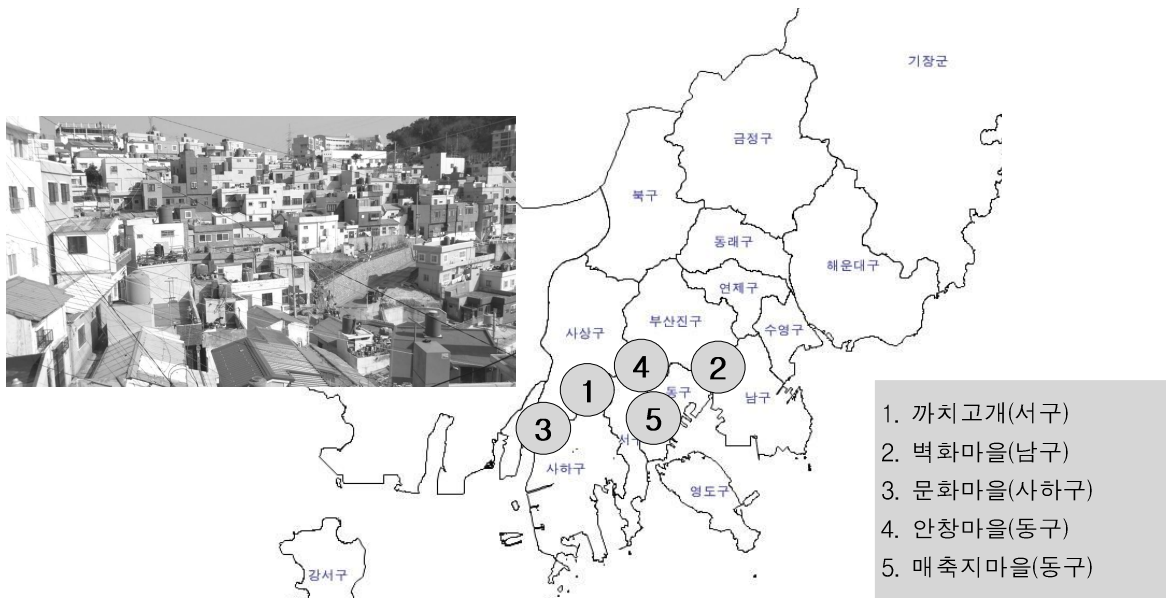 기장군
금정구
북구
동래구
해운대구
연제구
부산진구
수영구
사상구
4
2
1
동구
남구
5
3
서구
사하구
영도구
강서구
1. 까치고개(서구)
2. 벽화마을(남구)
3. 문화마을(사하구)
4. 안창마을(동구)
5. 매축지마을(동구)